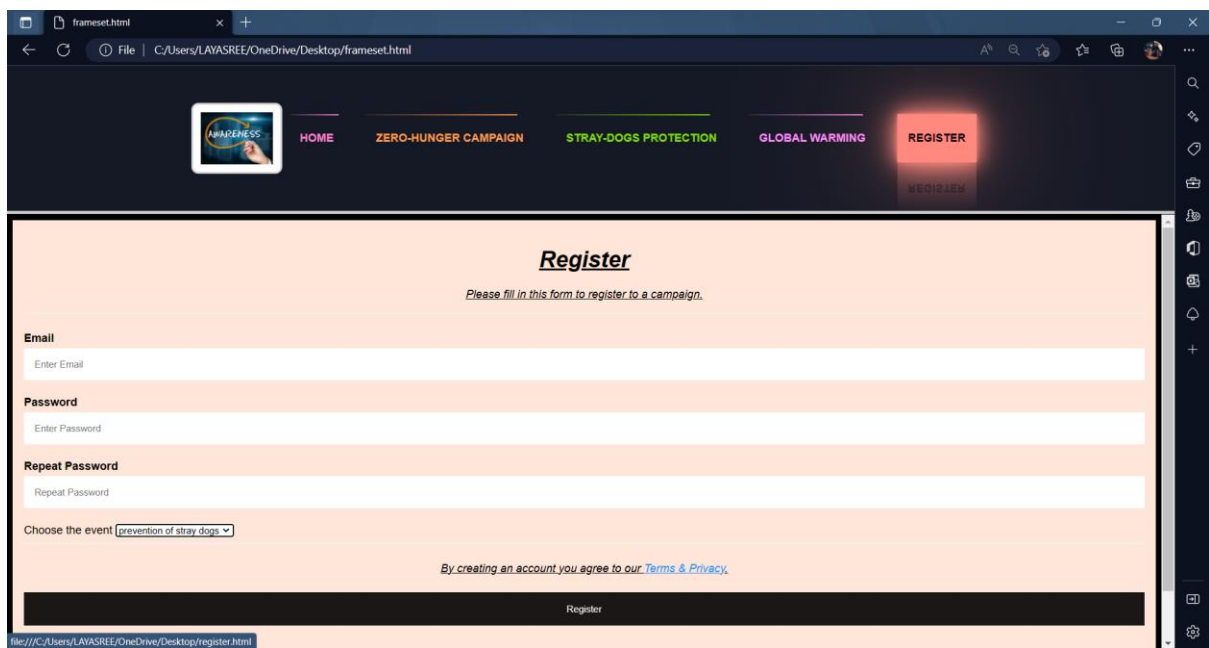 frameset.html
File | C:/Users/LAYASREE/OneDrive/Desktop/frameset.html
AWARENESS
HOME ZERO-HUNGER CAMPAIGN STRAY-DOGS PROTECTION GLOBAL WARMING REGISTER
REGISTER
Register
Please fill in this form to register to a campaign.
Email
Enter Email
Password
Enter Password
Repeat Password
Repeat Password
Choose the event prevention of stray dogs
By creating an account you agree to our Terms & Privacy.
Register
file:///C:/Users/LAYASREE/OneDrive/Desktop/register.html